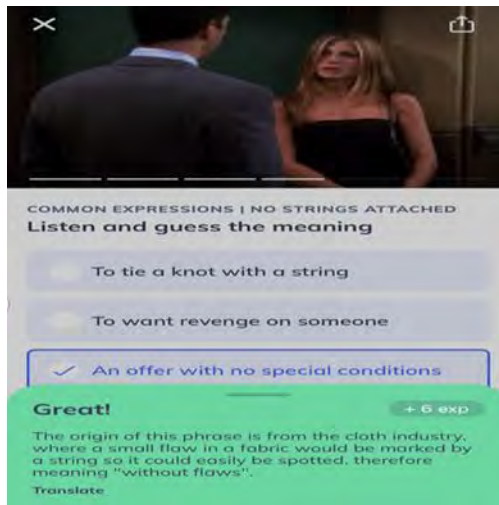 COMMON EXPRESSIONS | NO STRINGS ATTACHED
Listen and guess the meaning
To tie a knot with a string
To want revenge on someone
An offer with no special conditions
Great!
+ 6 exp
The origin of this phrase is from the cloth industry,
where a small flaw in a fabric would be marked by
a string so it could easily be spotted, therefore
meaning "without flaws".
Translate